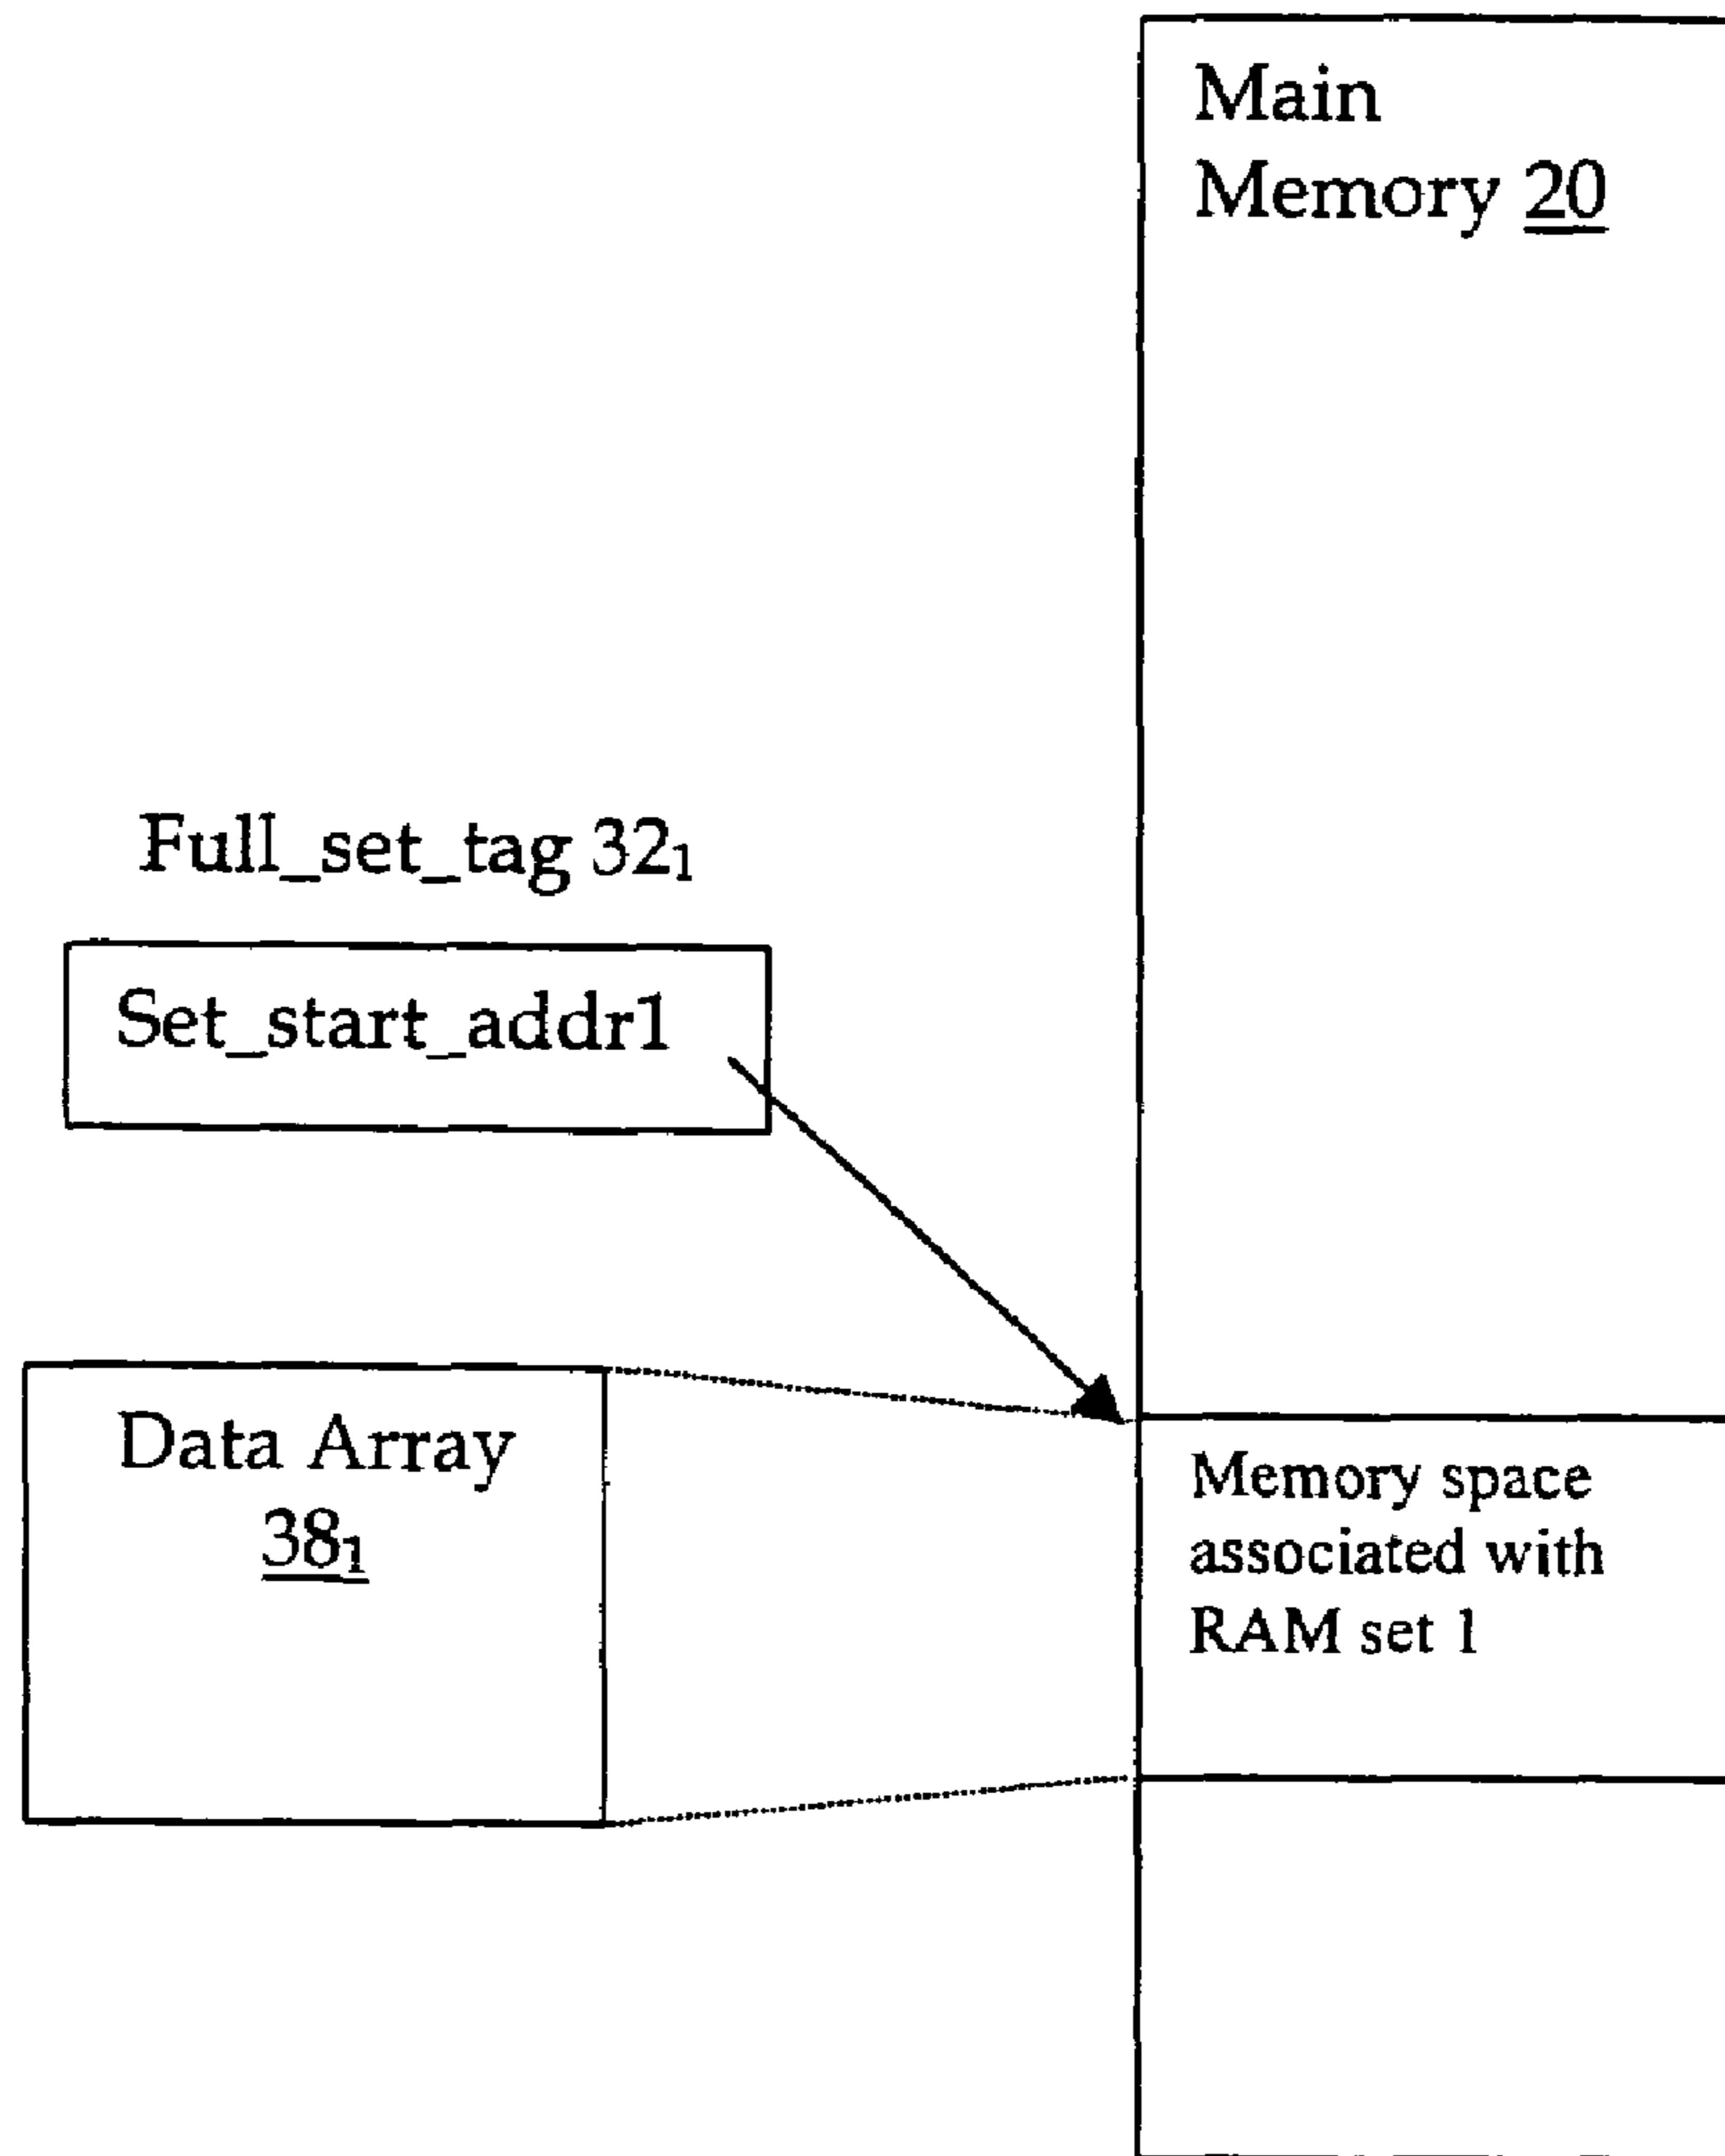 Main
Memory 20
Full_set_tag 32₁
Set_start_addr1
Data Array
38₁
Memory space
associated with
RAM set 1